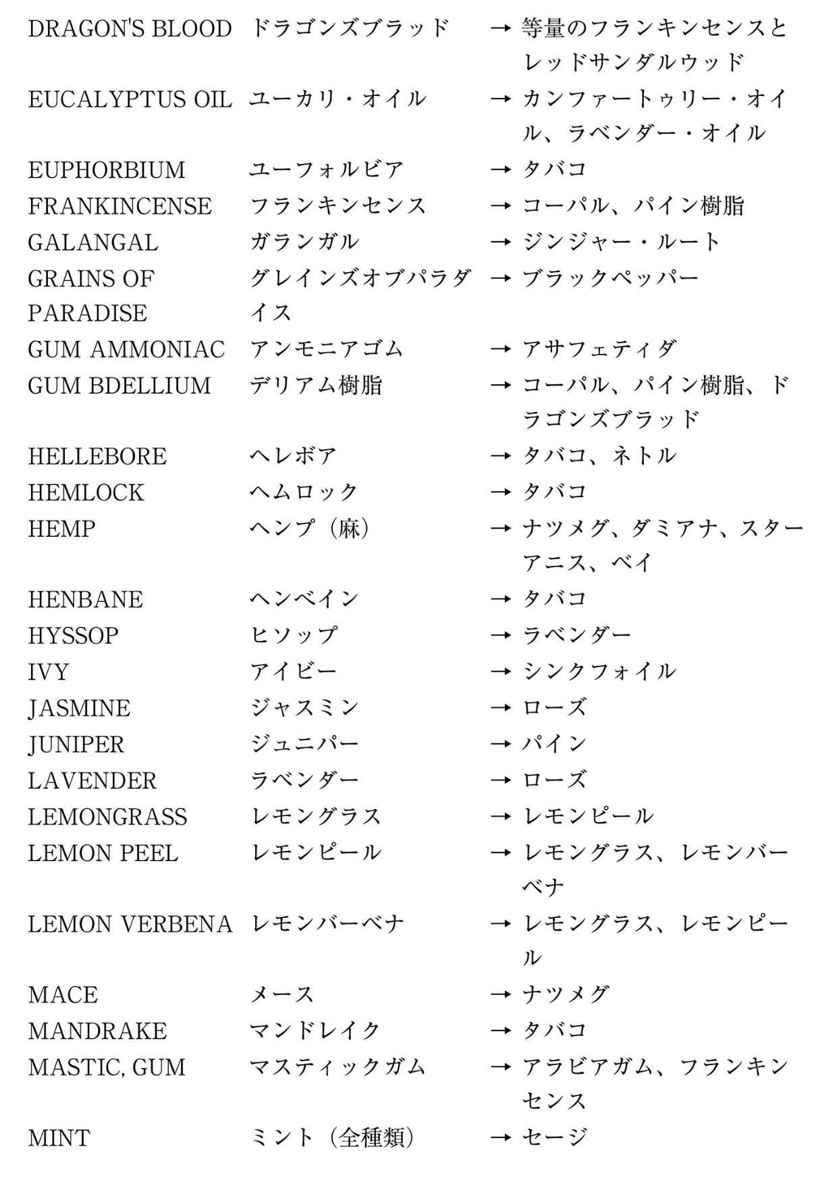 DRAGON'S BLOOD ドラゴンズブラッド → 等量のフランキンセンスと
レッドサンダルウッド
EUCALYPTUS OIL ユーカリ・オイル → カンファートゥリー・オイ
ル、ラベンダー・オイル
EUPHORBIUM ユーフォルビア → タバコ
FRANKINCENSE フランキンセンス → コーパル、パイン樹脂
GALANGAL ガランガル → ジンジャー・ルート
GRAINS OF グレインズオブパラダ → ブラックペッパー
PARADISE イス
GUM AMMONIAC アンモニアゴム → アサフェティダ
GUM BDELLIUM デリアム樹脂 → コーパル、パイン樹脂、ド
ラゴンズブラッド
HELLEBORE ヘレボア → タバコ、ネトル
HEMLOCK ヘムロック → タバコ
HEMP ヘンプ（麻） → ナツメグ、ダミアナ、スター
アニス、ベイ
HENBANE ヘンベイン → タバコ
HYSSOP ヒソップ → ラベンダー
IVY アイビー → シンクフォイル
JASMINE ジャスミン → ローズ
JUNIPER ジュニパー → パイン
LAVENDER ラベンダー → ローズ
LEMONGRASS レモングラス → レモンピール
LEMON PEEL レモンピール → レモングラス、レモンバー
ベナ
LEMON VERBENA レモンバーベナ → レモングラス、レモンピー
ル
MACE メース → ナツメグ
MANDRAKE マンドレイク → タバコ
MASTIC, GUM マスティックガム → アラビアガム、フランキン
センス
MINT ミント（全種類） → セージ